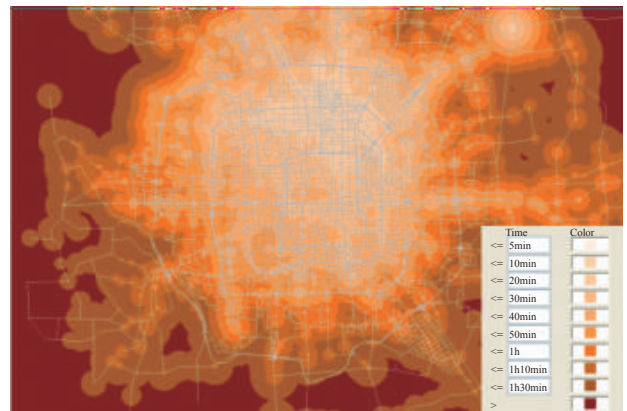 Time Color
<= 5min
<= 10min
<= 20min
<= 30min
<= 40min
<= 50min
<= 1h
<= 1h10min
<= 1h30min
>